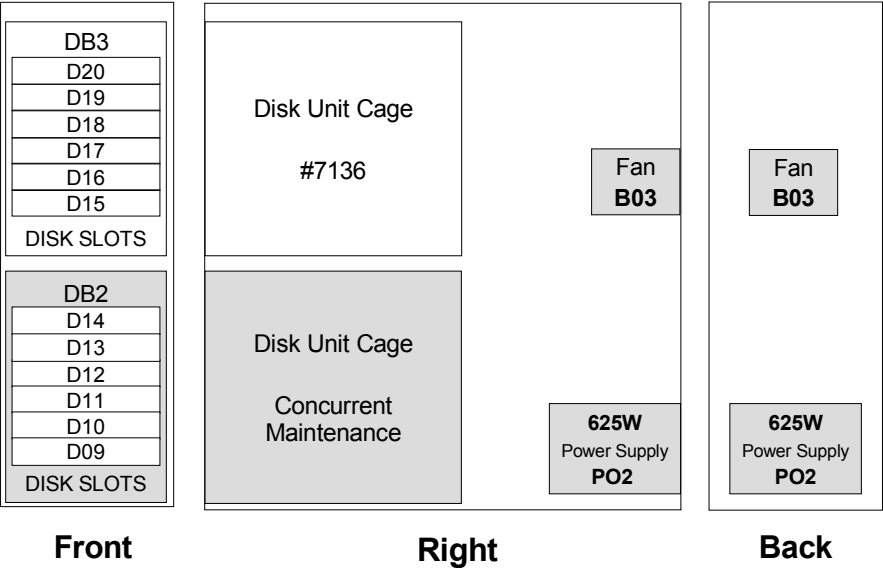 DB3
D20
D19
D18
D17
D16
D15
DISK SLOTS
DB2
D14
D13
D12
D11
D10
D09
DISK SLOTS
Front
Disk Unit Cage
#7136
Fan
B03
Disk Unit Cage
Concurrent
Maintenance
625W
Power Supply
PO2
Right
Fan
B03
625W
Power Supply
PO2
Back